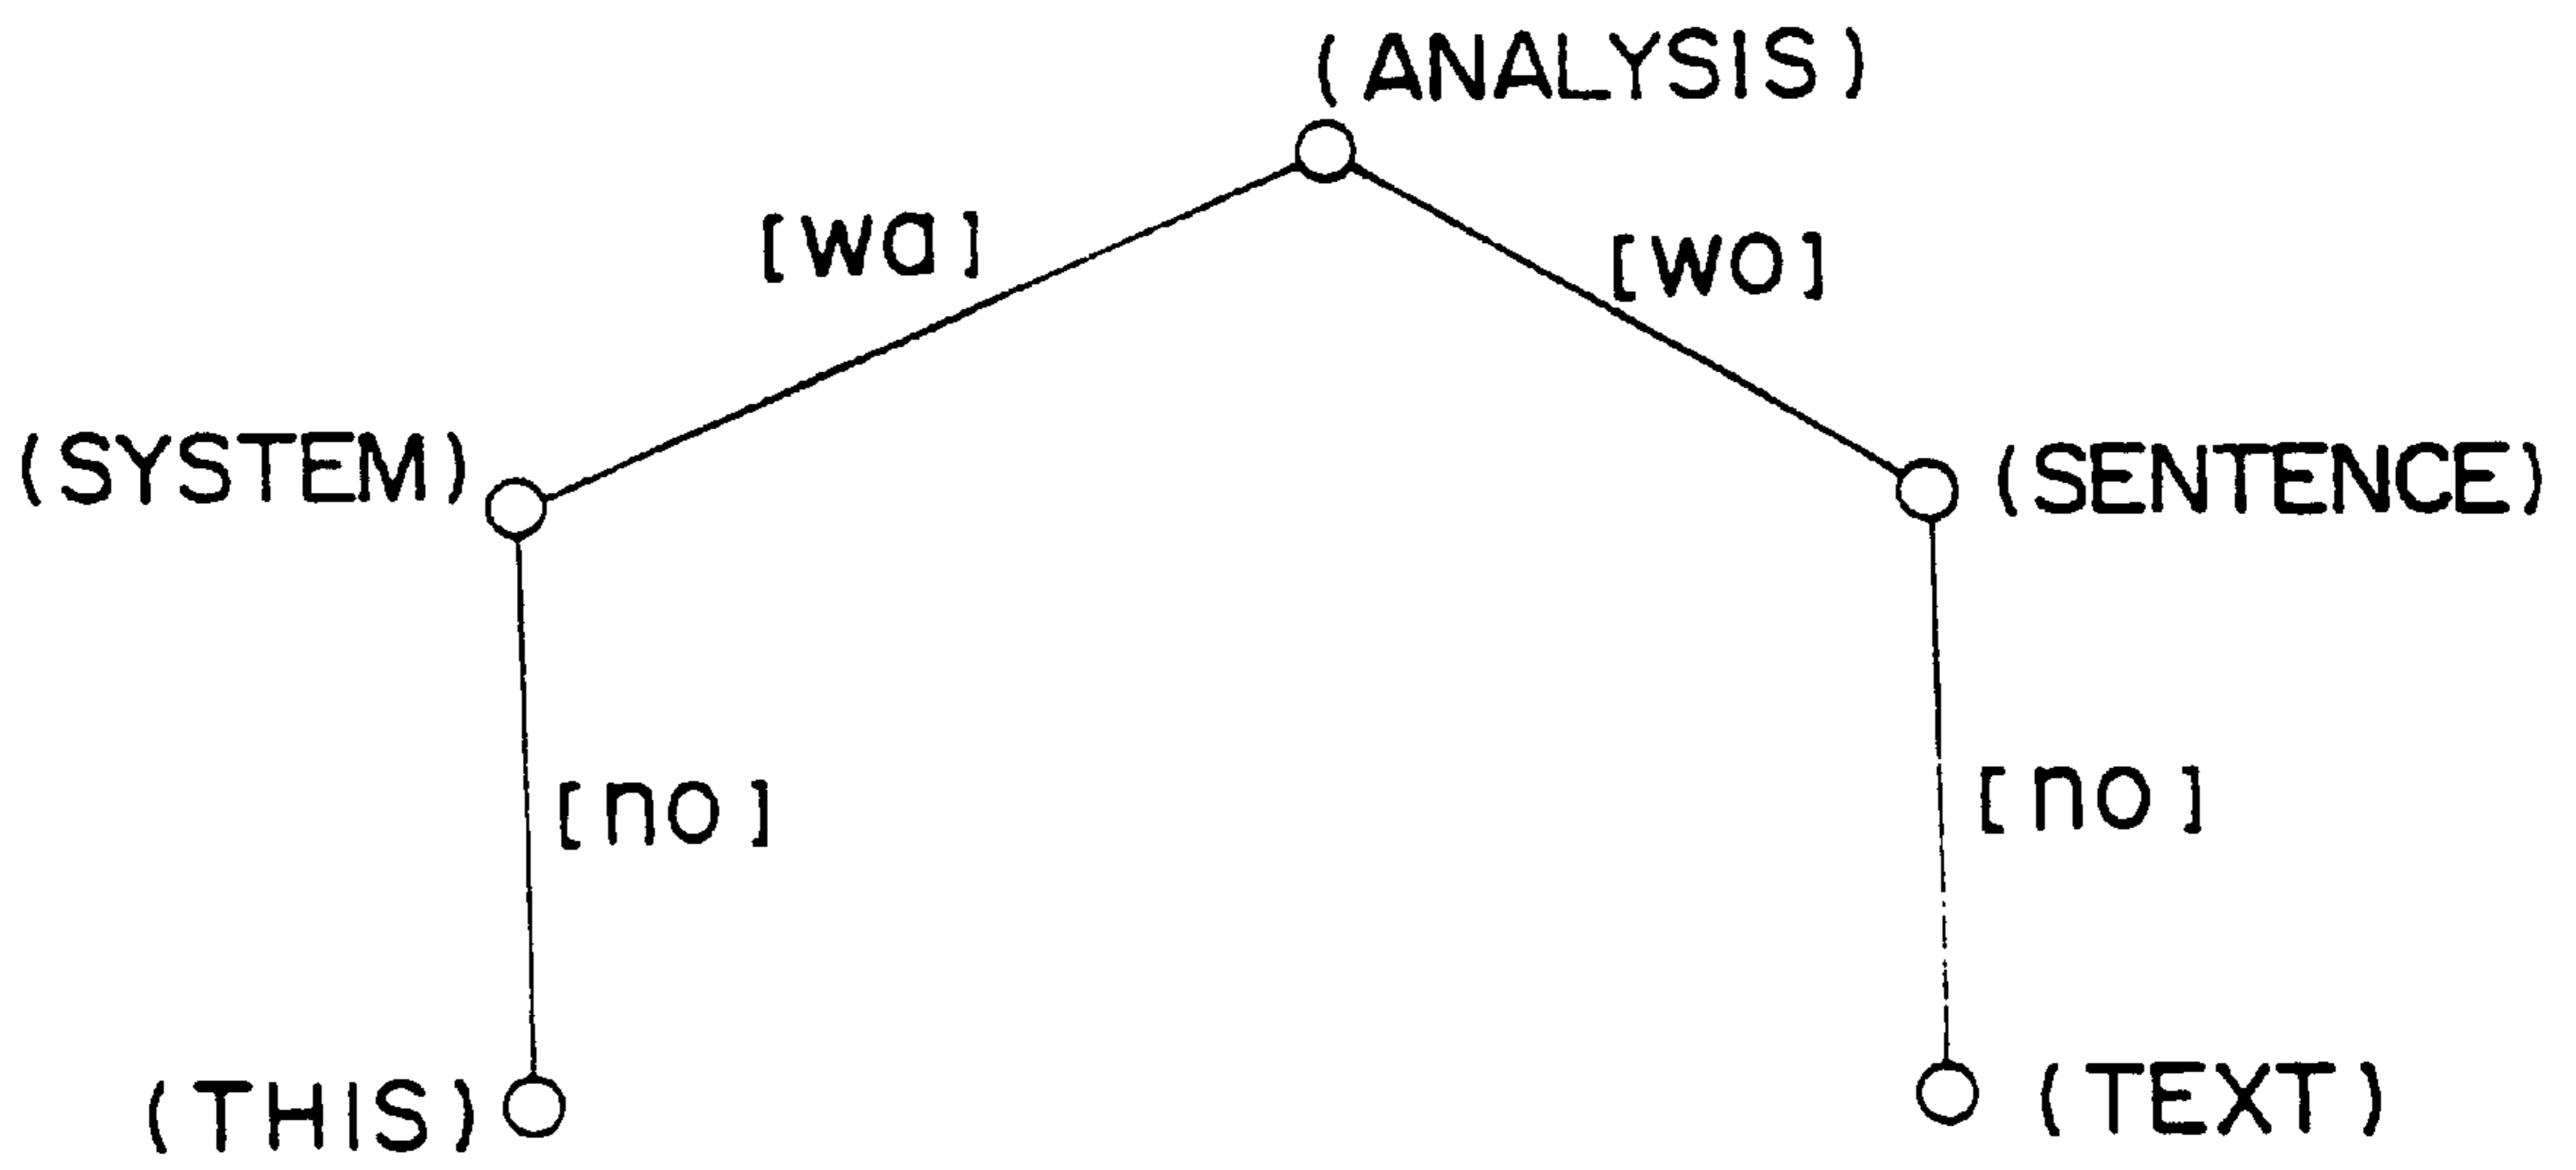 (ANALYSIS)
[wa]
[wo]
(SYSTEM)
(SENTENCE)
[no]
[no]
(THIS)
(TEXT)